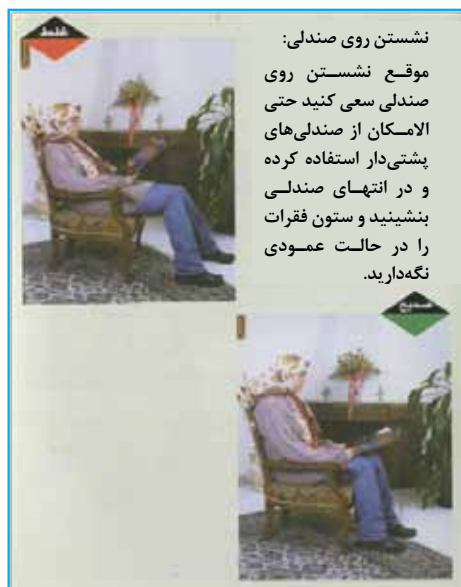 غلط
نشستن روی صندلی:
موقع نشستن روی
صندلی سعی کنید حتی
الامکان از صندلی‌های
پشتی‌دار استفاده کرده
و در انتهای صندلی
بنشینید و ستون فقرات
را در حالت عمودی
نگه‌دارید.
صحیح